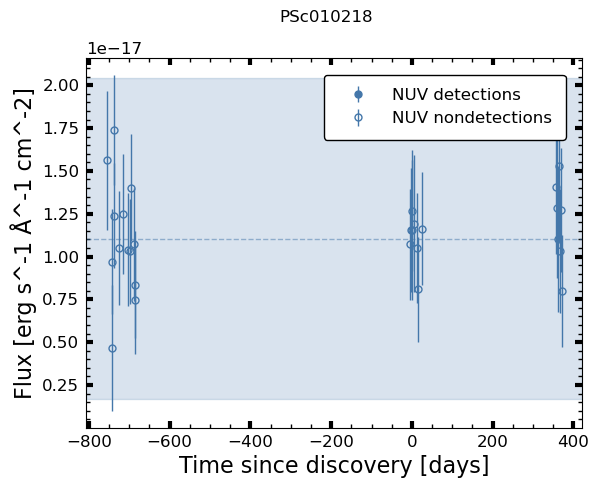 PSc010218
1e−17
Flux [erg s^-1 Å^-1 cm^-2]
2.00
1.75
1.50
1.25
1.00
0.75
0.50
0.25
NUV detections
NUV nondetections
−800 −600 −400 −200 0 200 400
Time since discovery [days]